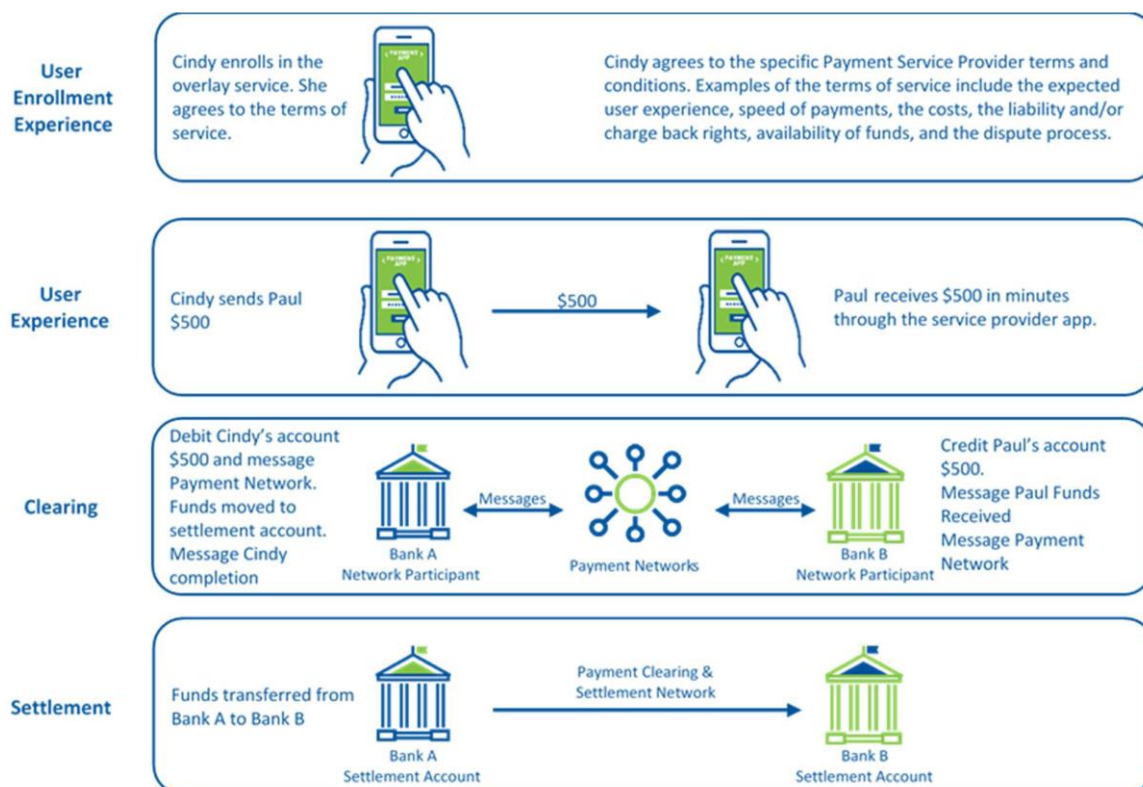 User
Enrollment
Experience
Cindy enrolls in the
overlay service. She
agrees to the terms of
service.
PAYMENT
APP
Cindy agrees to the specific Payment Service Provider terms and
conditions. Examples of the terms of service include the expected
user experience, speed of payments, the costs, the liability and/or
charge back rights, availability of funds, and the dispute process.
User
Experience
Cindy sends Paul
$500
PAYMENT
APP
$500
PAYMENT
APP
Paul receives $500 in minutes
through the service provider app.
Clearing
Debit Cindy's account
$500 and message
Payment Network.
Funds moved to
settlement account.
Message Cindy
completion
Bank A
Network Participant
Messages
Payment Networks
Messages
Bank B
Network Participant
Credit Paul's account
$500.
Message Paul Funds
Received
Message Payment
Network
Settlement
Funds transferred from
Bank A to Bank B
Bank A
Settlement Account
Payment Clearing &
Settlement Network
Bank B
Settlement Account